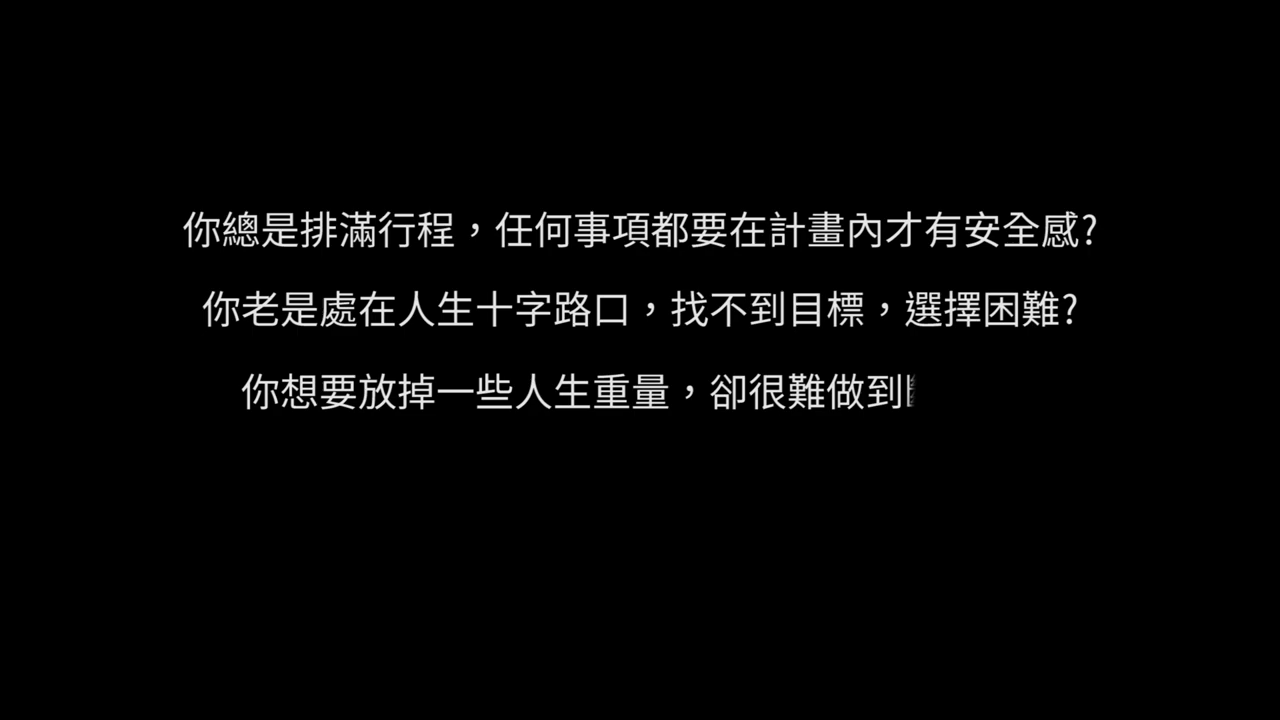 你總是排滿行程，任何事項都要在計畫內才有安全感?
你老是處在人生十字路口，找不到目標，選擇困難?
你想要放掉一些人生重量，卻很難做到